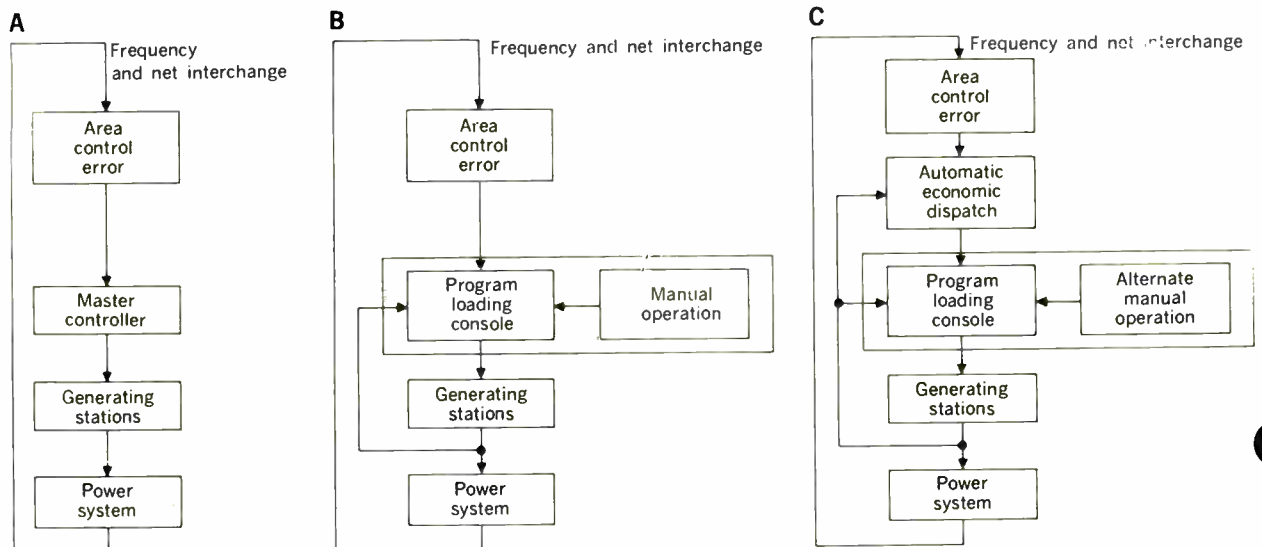 A
Frequency
and net interchange
Area
control
error
Master
controller
Generating
stations
Power
system
B
Frequency and net interchange
Area
control
error
Program
loading
console
Manual
operation
Generating
stations
Power
system
C
Frequency and net interchange
Area
control
error
Automatic
economic
dispatch
Program
loading
console
Alternate
manual
operation
Generating
stations
Power
system